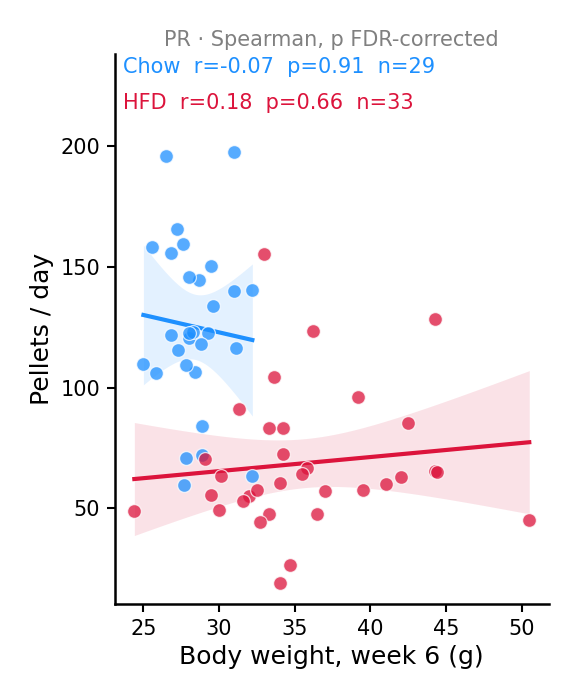 PR · Spearman, p FDR-corrected
Chow r=-0.07 p=0.91 n=29
HFD r=0.18 p=0.66 n=33
200
150
100
50
Pellets / day
25 30 35 40 45 50
Body weight, week 6 (g)